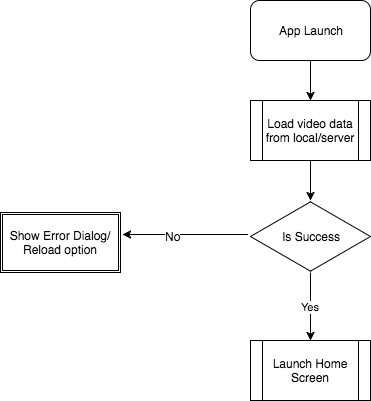 App Launch
Load video data
from local/server
Is Success
No
Show Error Dialog/
Reload option
Yes
Launch Home
Screen